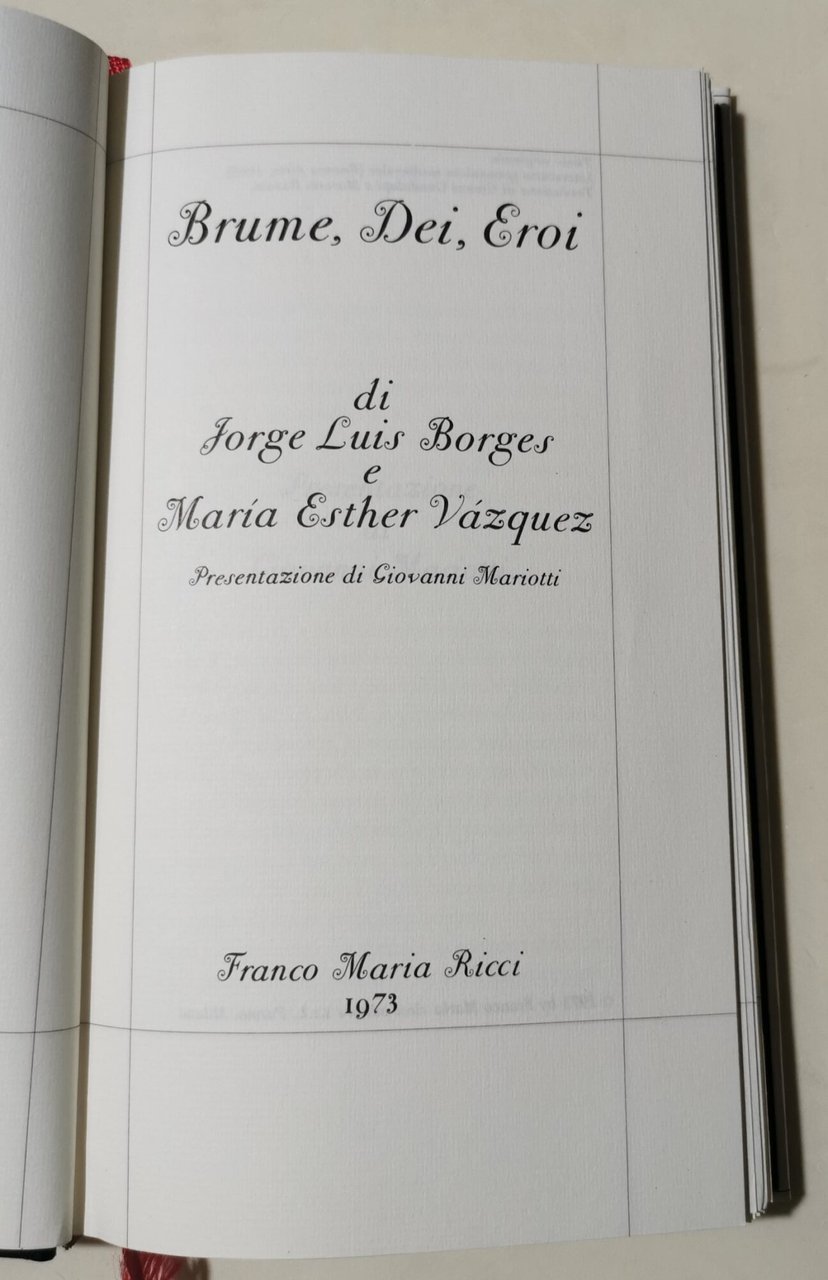 Brume, Dei, Eroi
di
Jorge Luis Borges
e
María Esther Vázquez
Presentazione di Giovanni Mariotti
Franco Maria Ricci
1973